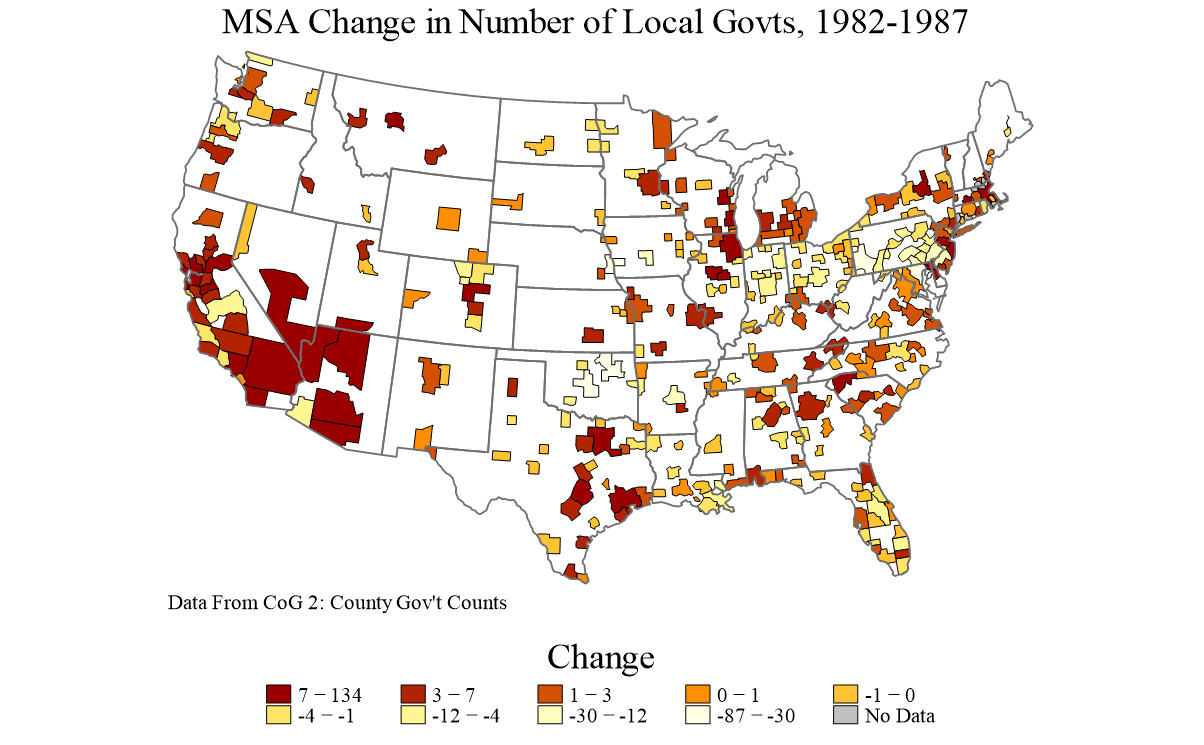 MSA Change in Number of Local Govts, 1982-1987
Data From CoG 2: County Gov't Counts
Change
7 − 134
3 − 7
1 − 3
0 − 1
-1 − 0
-4 − -1
-12 − -4
-30 − -12
-87 − -30
No Data